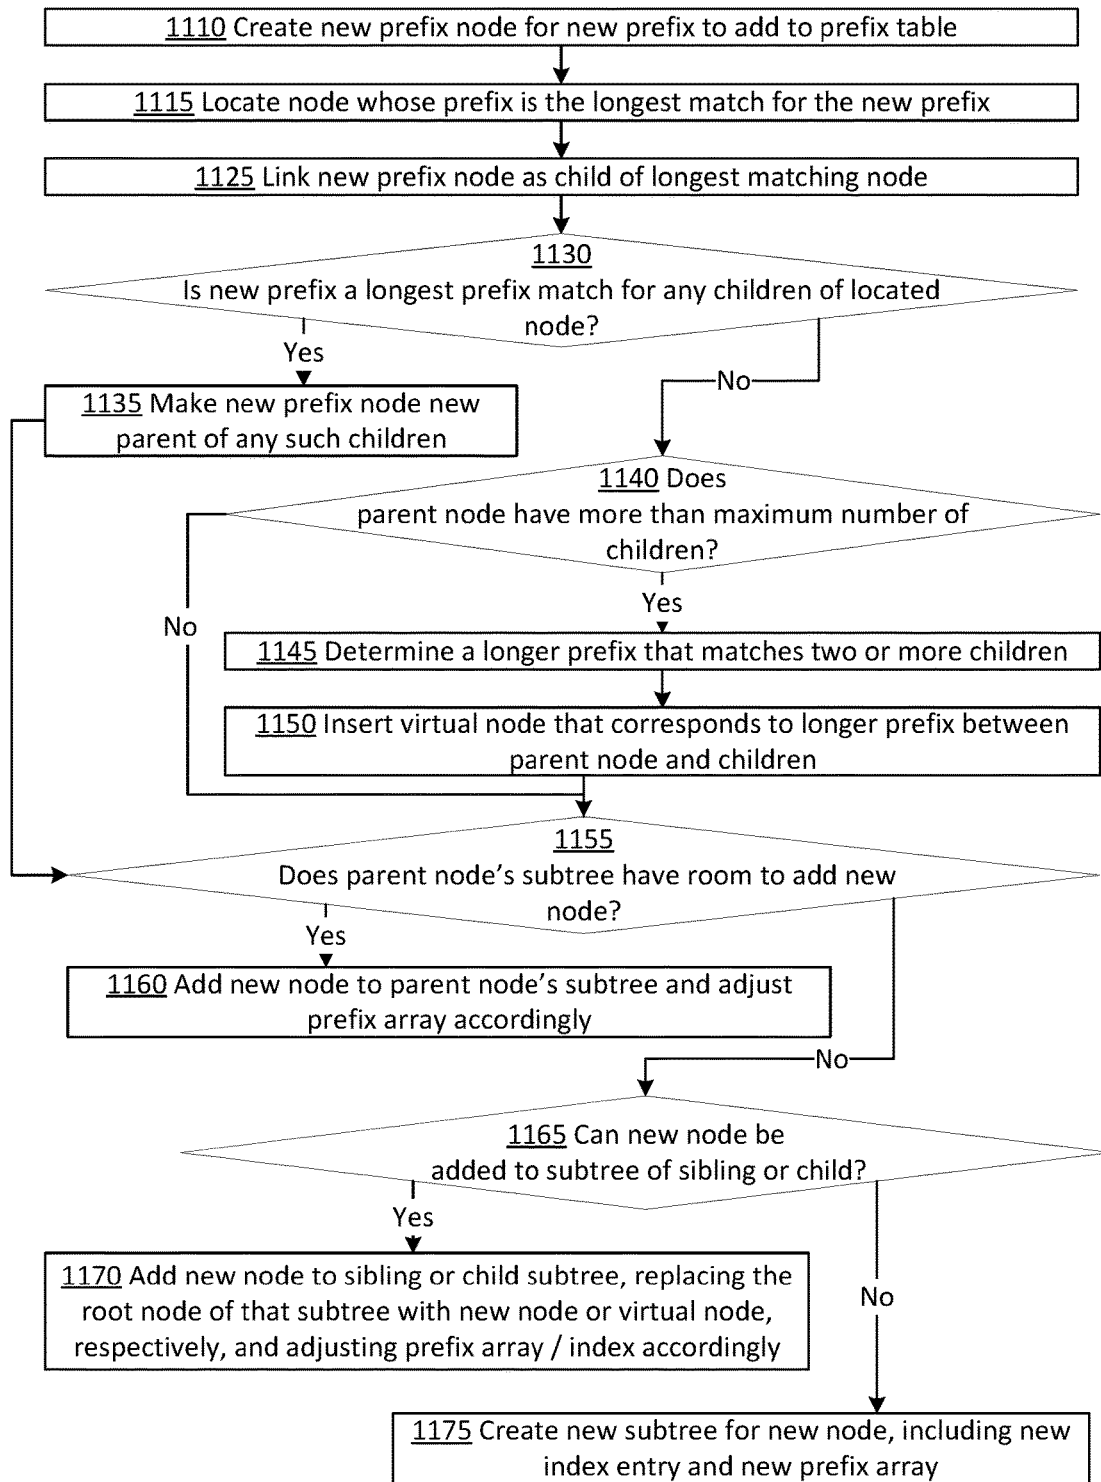 1110 Create new prefix node for new prefix to add to prefix table
1115 Locate node whose prefix is the longest match for the new prefix
1125 Link new prefix node as child of longest matching node
1130
Is new prefix a longest prefix match for any children of located
node?
Yes
No
1135 Make new prefix node new
parent of any such children
1140 Does
parent node have more than maximum number of
children?
Yes
No
1145 Determine a longer prefix that matches two or more children
1150 Insert virtual node that corresponds to longer prefix between
parent node and children
1155
Does parent node's subtree have room to add new
node?
Yes
1160 Add new node to parent node's subtree and adjust
prefix array accordingly
No
1165 Can new node be
added to subtree of sibling or child?
Yes
1170 Add new node to sibling or child subtree, replacing the
root node of that subtree with new node or virtual node,
respectively, and adjusting prefix array / index accordingly
No
1175 Create new subtree for new node, including new
index entry and new prefix array